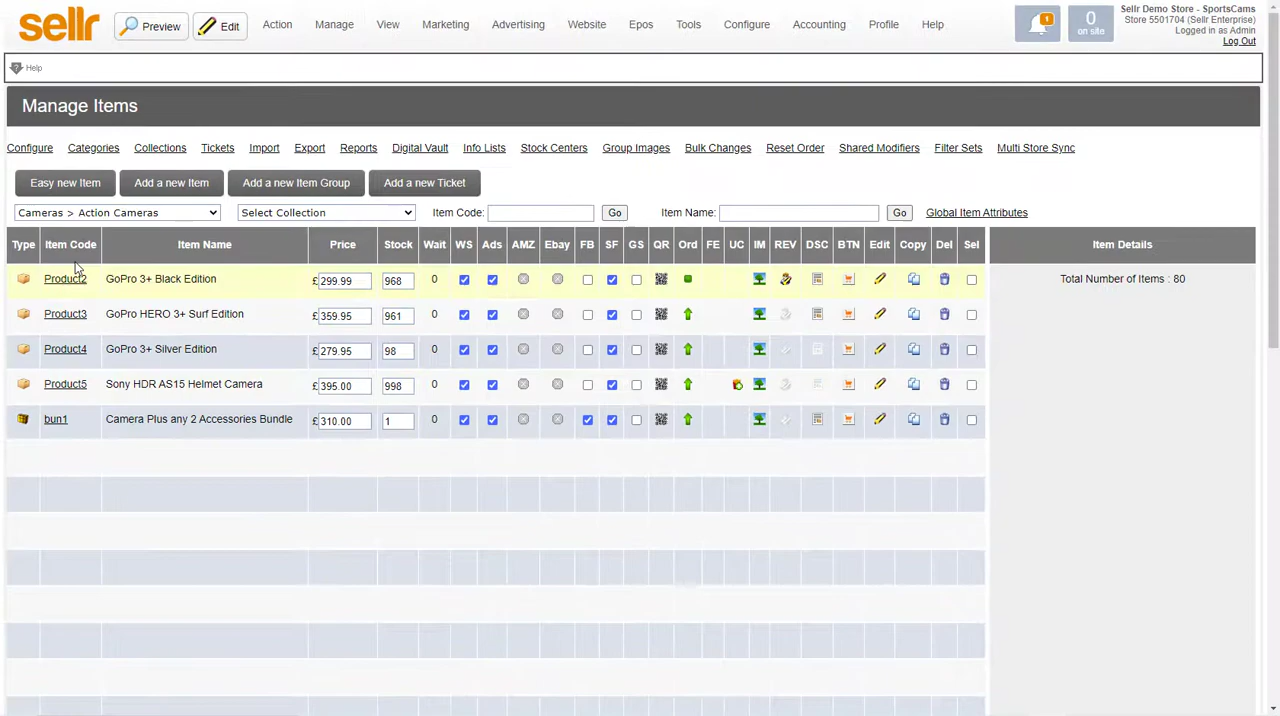 sellr Preview Edit Action Manage View Marketing Advertising Website Epos Tools Configure Accounting Profile Help 1 0 on site
Sellr Demo Store - SportsCams
Store 5501704 (Sellr Enterprise)
Logged in as Admin
Log Out
? Help
Manage Items
Configure Categories Collections Tickets Import Export Reports Digital Vault Info Lists Stock Centers Group Images Bulk Changes Reset Order Shared Modifiers Filter Sets Multi Store Sync
Easy new Item Add a new Item Add a new Item Group Add a new Ticket
Cameras > Action Cameras Select Collection Item Code: Go Item Name: Go Global Item Attributes
Type Item Code Item Name Price Stock Wait WS Ads AMZ Ebay FB SF GS QR Ord FE UC IM REV DSC BTN Edit Copy Del Sel Item Details
Product2 GoPro 3+ Black Edition £ 299.99 968 0 Total Number of Items : 80
Product3 GoPro HERO 3+ Surf Edition £ 359.95 961 0
Product4 GoPro 3+ Silver Edition £ 279.95 98 0
Product5 Sony HDR AS15 Helmet Camera £ 395.00 998 0
bun1 Camera Plus any 2 Accessories Bundle £ 310.00 1 0